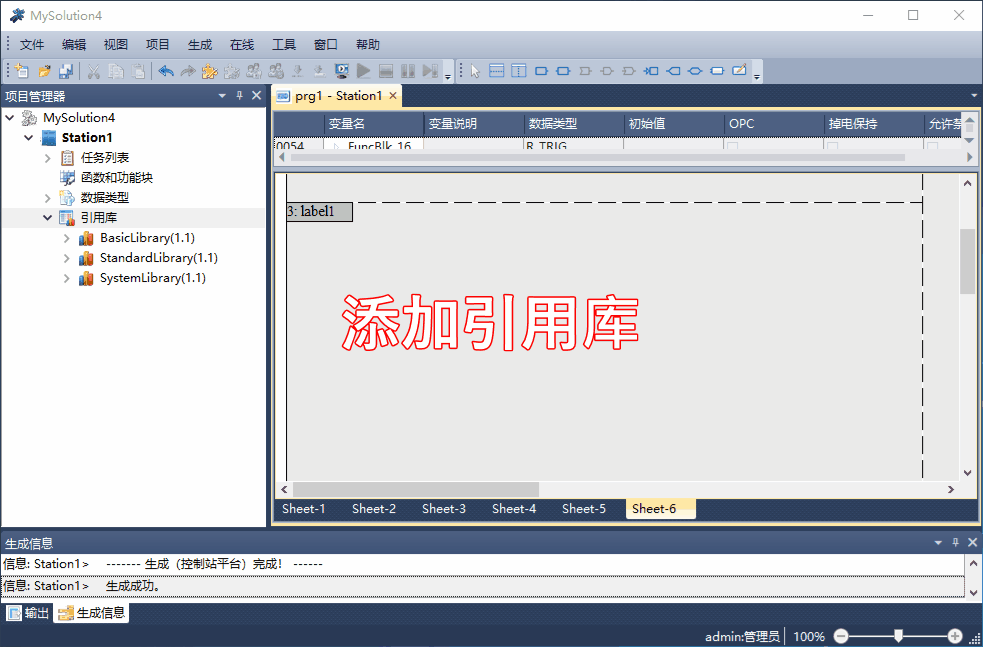 MySolution4
文件 编辑 视图 项目 生成 在线 工具 窗口 帮助
项目管理器
MySolution4
Station1
任务列表
函数和功能块
数据类型
引用库
BasicLibrary(1.1)
StandardLibrary(1.1)
SystemLibrary(1.1)
prg1 - Station1
变量名 变量说明 数据类型 初始值 OPC 掉电保持 允许禁
0054 FuncBlk_16 R_TRIG
3: label1
添加引用库
Sheet-1 Sheet-2 Sheet-3 Sheet-4 Sheet-5 Sheet-6
生成信息
信息: Station1> ------- 生成（控制站平台）完成！ ------
信息: Station1> 生成成功。
输出 生成信息
admin:管理员 100%